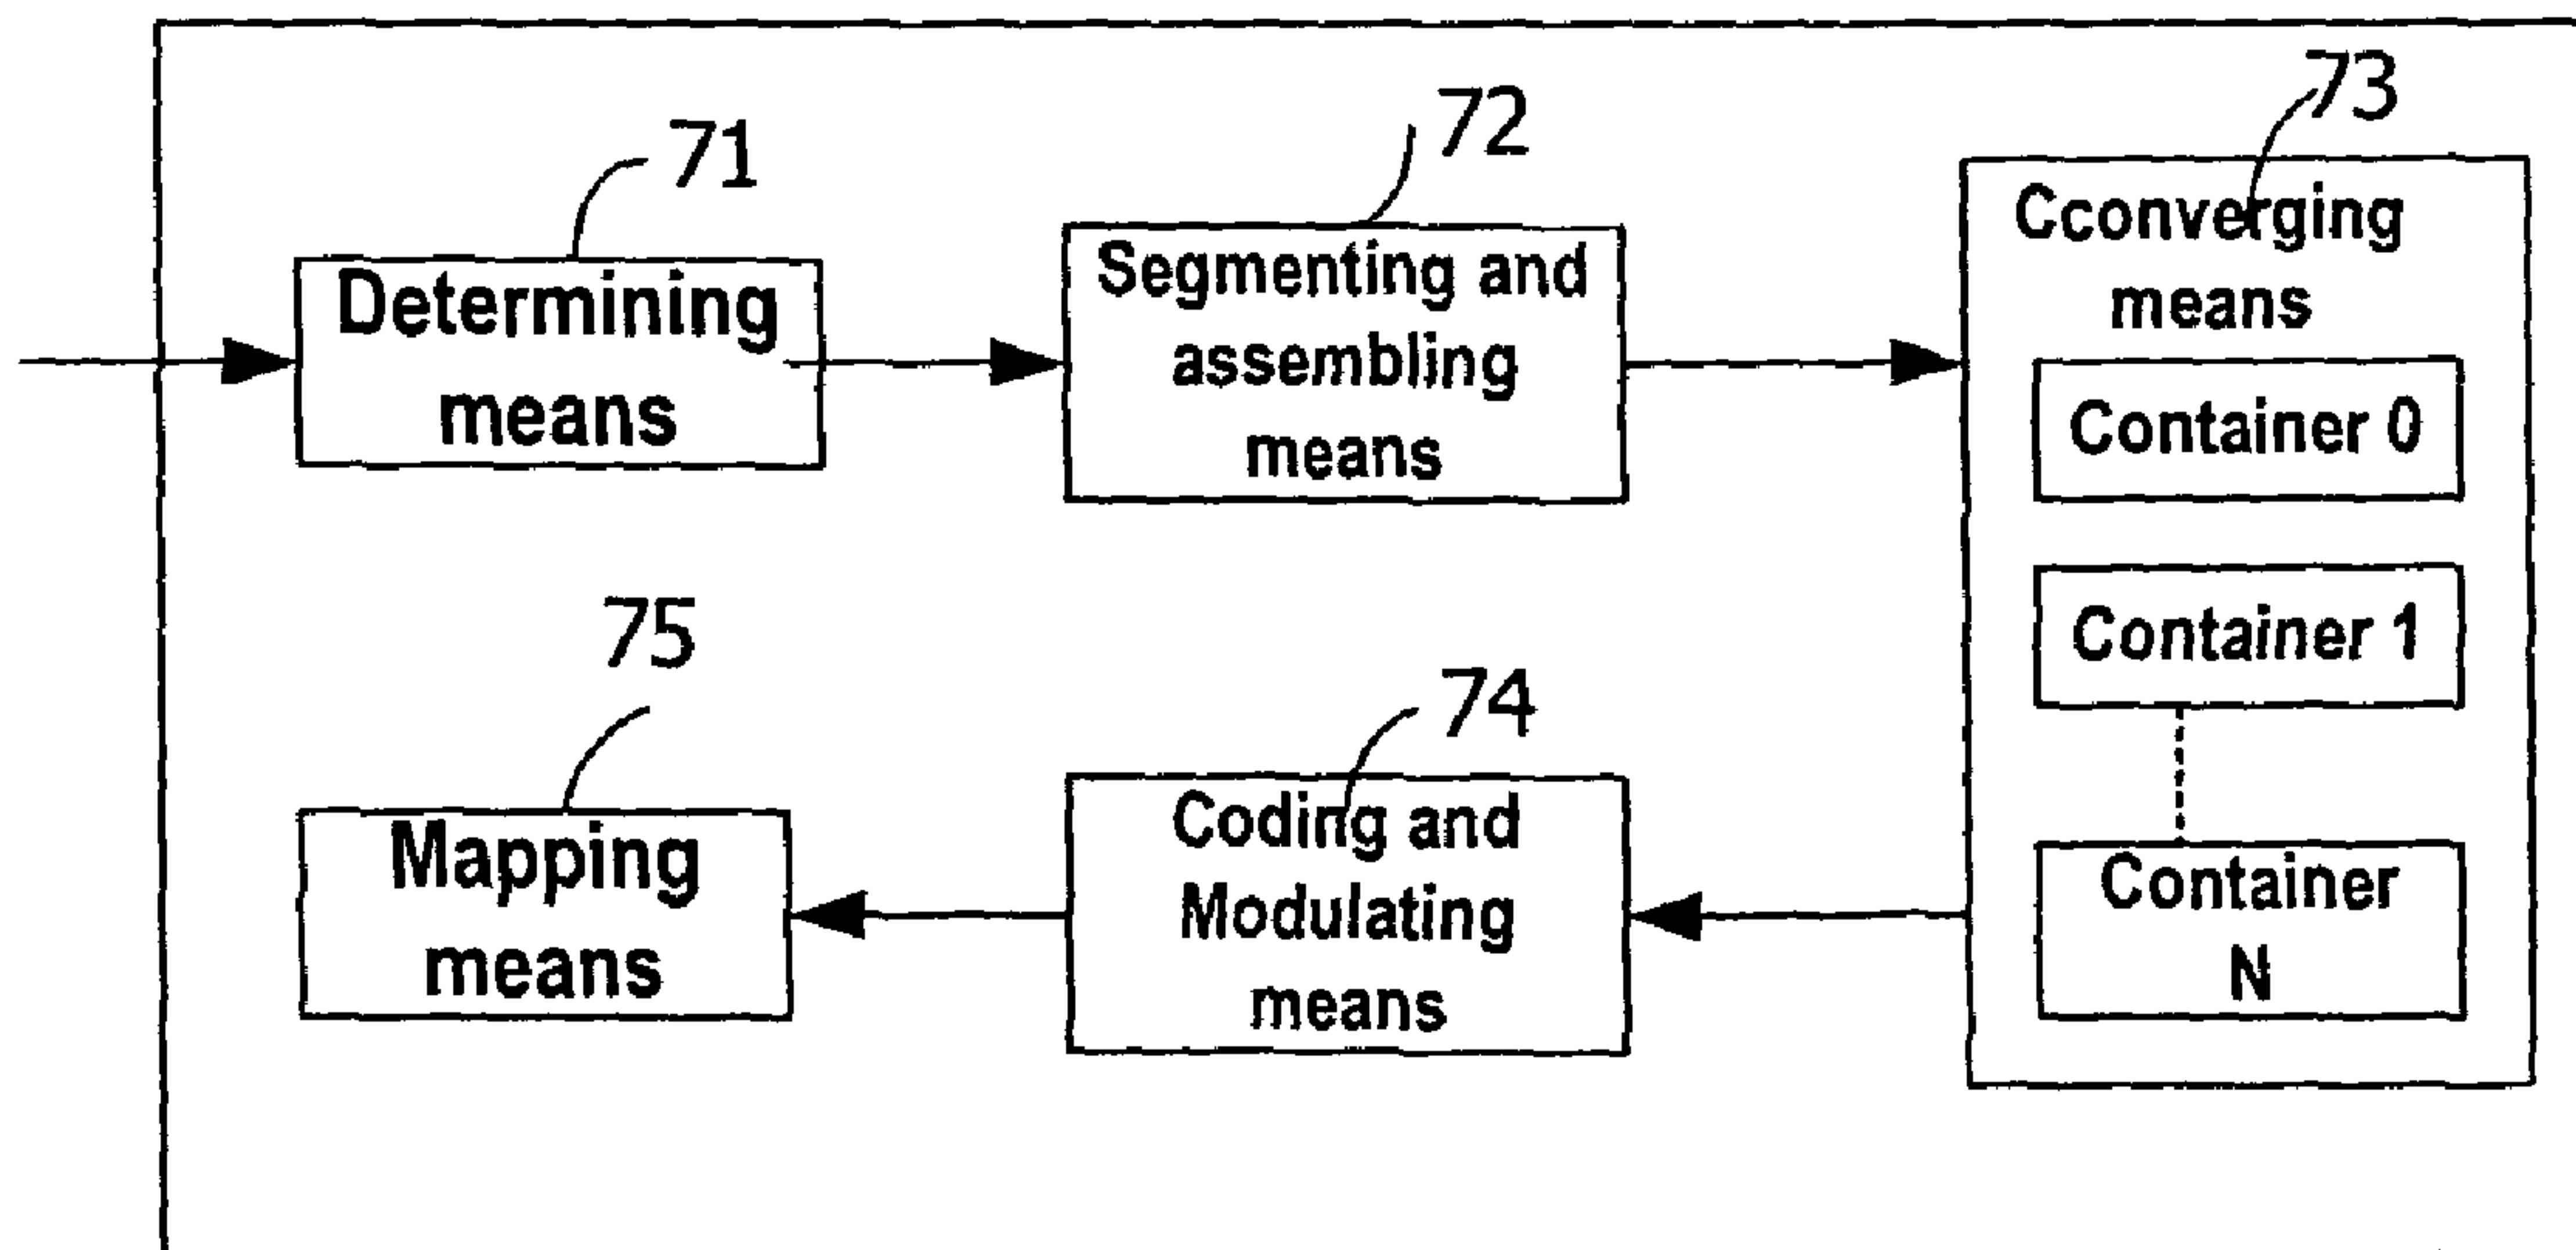 71
Determining
means
72
Segmenting and
assembling
means
73
Cconverging
means
Container 0
Container 1
Container
N
74
Coding and
Modulating
means
75
Mapping
means